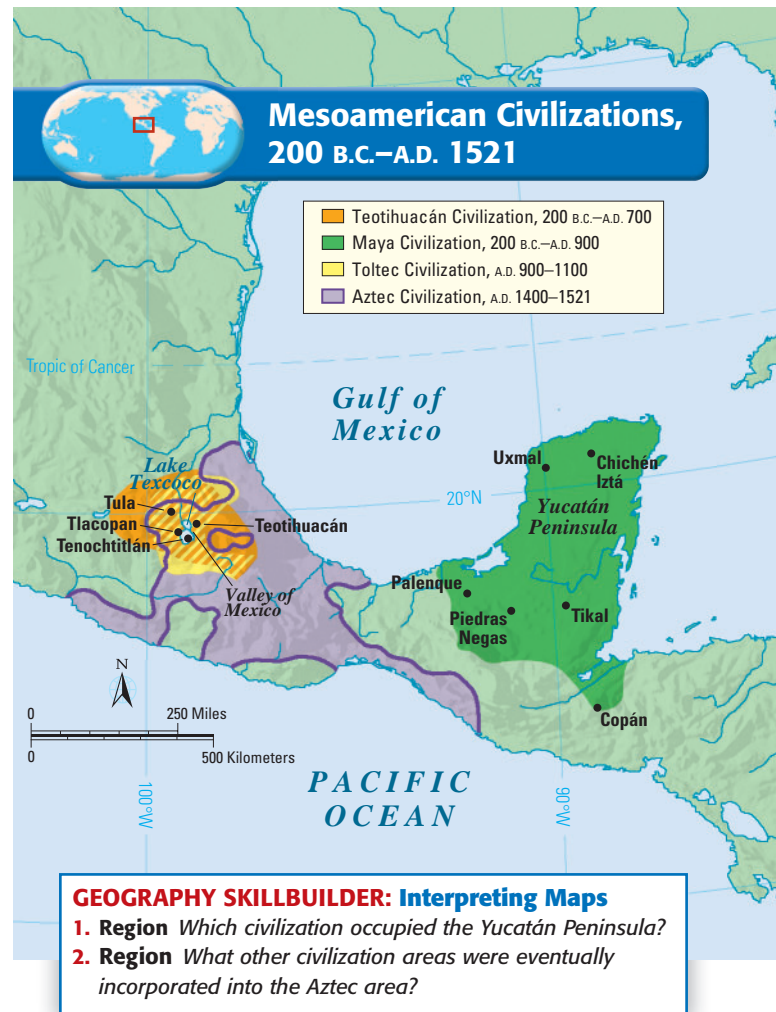 Mesoamerican Civilizations,
200 B.C.–A.D. 1521
Teotihuacán Civilization, 200 B.C.–A.D. 700
Maya Civilization, 200 B.C.–A.D. 900
Toltec Civilization, A.D. 900–1100
Aztec Civilization, A.D. 1400–1521
Tropic of Cancer
Gulf of
Mexico
Lake
Texcoco
Tula
Tlacopan
Tenochtitlán
Teotihuacán
Valley of
Mexico
20°N
Uxmal
Chichén
Iztá
Yucatán
Peninsula
Palenque
Piedras
Negas
Tikal
Copán
N
0 250 Miles
0 500 Kilometers
100°W
90°W
PACIFIC
OCEAN
GEOGRAPHY SKILLBUILDER: Interpreting Maps
1. Region Which civilization occupied the Yucatán Peninsula?
2. Region What other civilization areas were eventually
incorporated into the Aztec area?